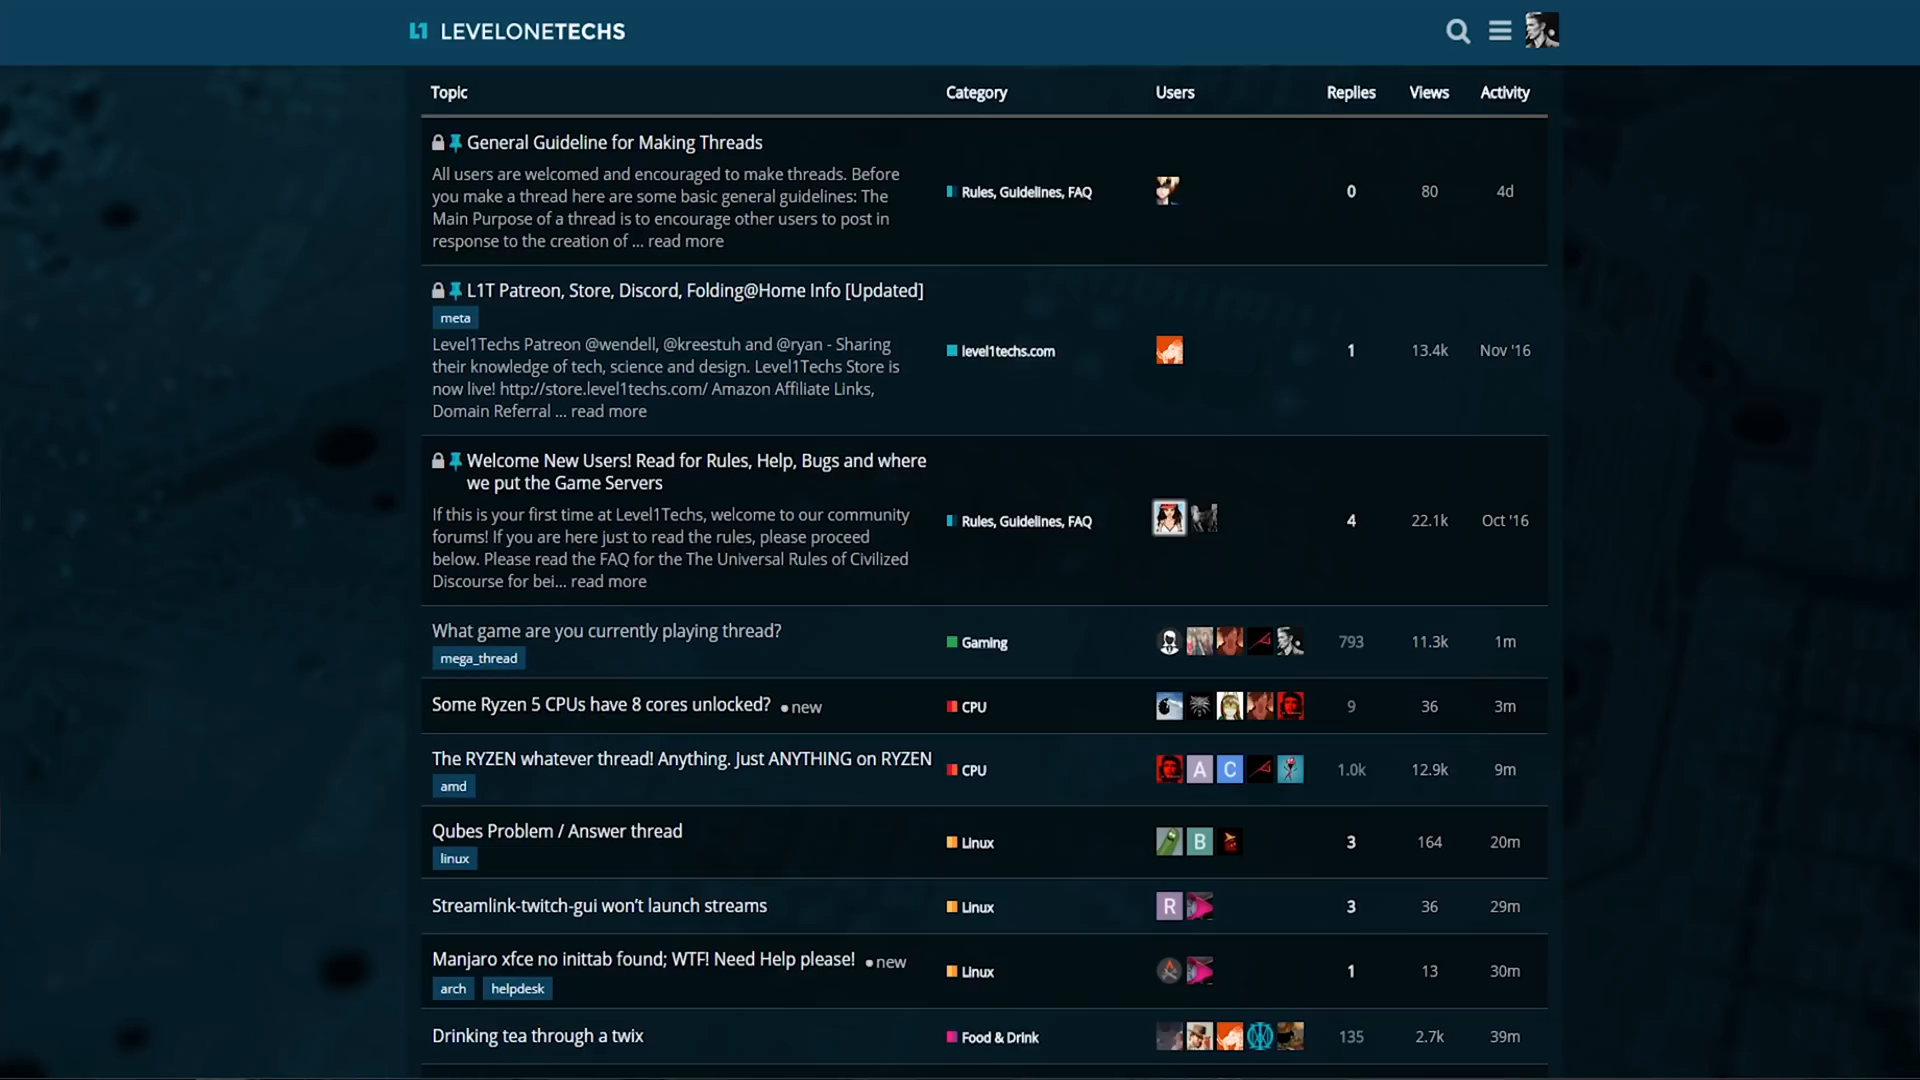 L1 LEVELONETECHS
Topic Category Users Replies Views Activity
General Guideline for Making Threads
All users are welcomed and encouraged to make threads. Before
you make a thread here are some basic general guidelines: The
Main Purpose of a thread is to encourage other users to post in
response to the creation of ... read more
Rules, Guidelines, FAQ
0 80 4d
L1T Patreon, Store, Discord, Folding@Home Info [Updated]
meta
Level1Techs Patreon @wendell, @kreestuh and @ryan - Sharing
their knowledge of tech, science and design. Level1Techs Store is
now live! http://store.level1techs.com/ Amazon Affiliate Links,
Domain Referral ... read more
level1techs.com
1 13.4k Nov '16
Welcome New Users! Read for Rules, Help, Bugs and where
we put the Game Servers
If this is your first time at Level1Techs, welcome to our community
forums! If you are here just to read the rules, please proceed
below. Please read the FAQ for the The Universal Rules of Civilized
Discourse for bei... read more
Rules, Guidelines, FAQ
4 22.1k Oct '16
What game are you currently playing thread?
mega_thread
Gaming
793 11.3k 1m
Some Ryzen 5 CPUs have 8 cores unlocked? new
CPU
9 36 3m
The RYZEN whatever thread! Anything. Just ANYTHING on RYZEN
amd
CPU
A C
1.0k 12.9k 9m
Qubes Problem / Answer thread
linux
Linux
B
3 164 20m
Streamlink-twitch-gui won't launch streams
Linux
R
3 36 29m
Manjaro xfce no inittab found; WTF! Need Help please! new
arch helpdesk
Linux
1 13 30m
Drinking tea through a twix
Food & Drink
135 2.7k 39m